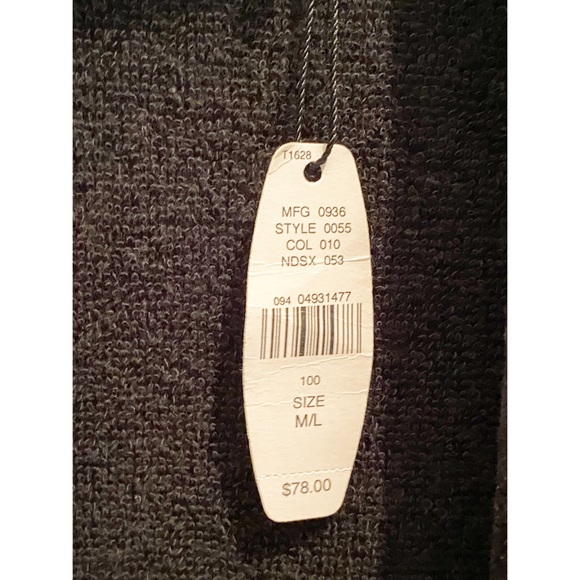 T1628
MFG 0936
STYLE 0055
COL 010
NDSX 053
094 04931477
100
SIZE
M/L
$78.00